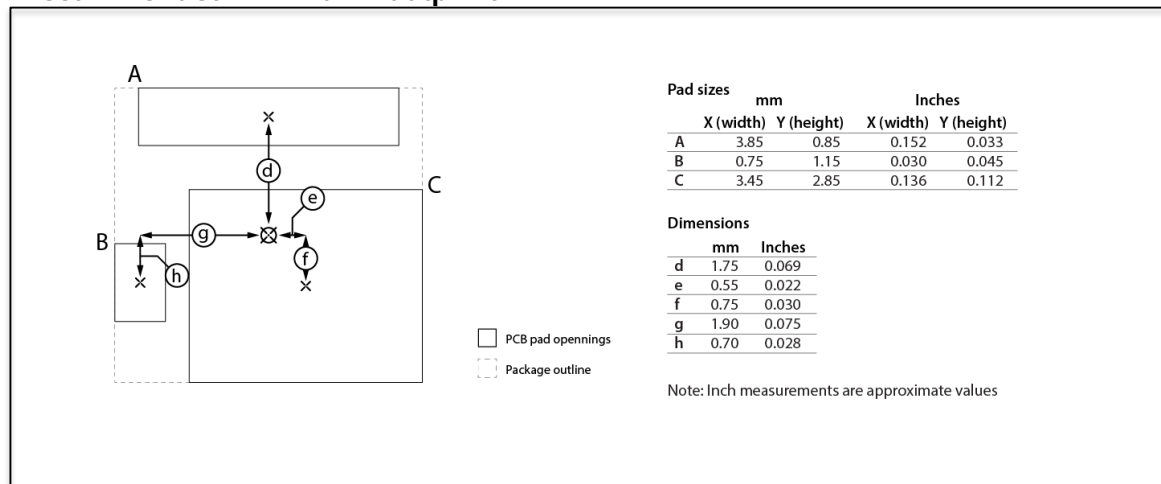 A
Pad sizes
mm Inches
X (width) Y (height) X (width) Y (height)
A 3.85 0.85 0.152 0.033
B 0.75 1.15 0.030 0.045
C 3.45 2.85 0.136 0.112
d
C
e
B
g
f
h
Dimensions
mm Inches
d 1.75 0.069
e 0.55 0.022
f 0.75 0.030
g 1.90 0.075
h 0.70 0.028
PCB pad opennings
Package outline
Note: Inch measurements are approximate values